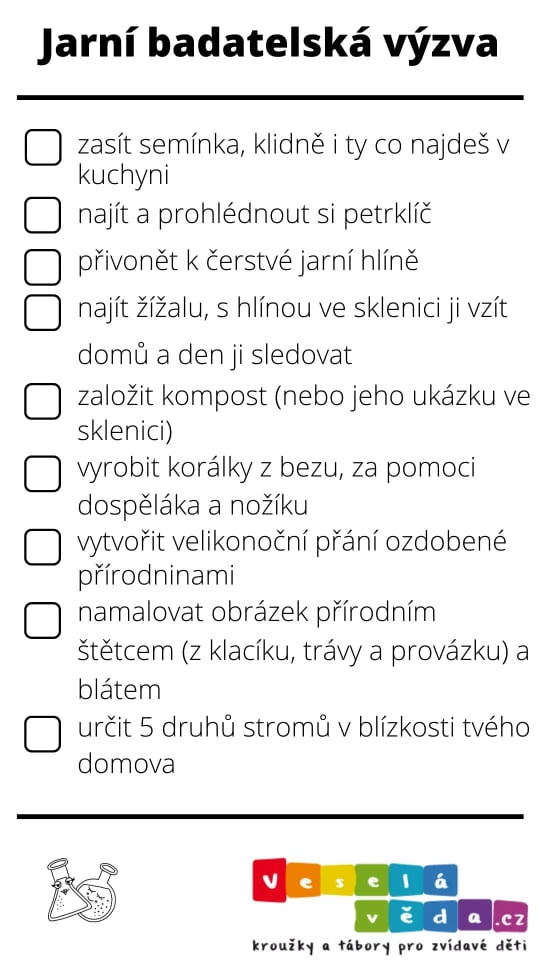 Jarní badatelská výzva
zasít semínka, klidně i ty co najdeš v
kuchyni
najít a prohlédnout si petrklíč
přivonět k čerstvé jarní hlíně
najít žížalu, s hlínou ve sklenici ji vzít
domů a den ji sledovat
založit kompost (nebo jeho ukázku ve
sklenici)
vyrobit korálky z bezu, za pomoci
dospěláka a nožíku
vytvořit velikonoční přání ozdobené
přírodninami
namalovat obrázek přírodním
štětcem (z klacíku, trávy a provázku) a
blátem
určit 5 druhů stromů v blízkosti tvého
domova
veselá
věda.cz
kroužky a tábory pro zvídavé děti